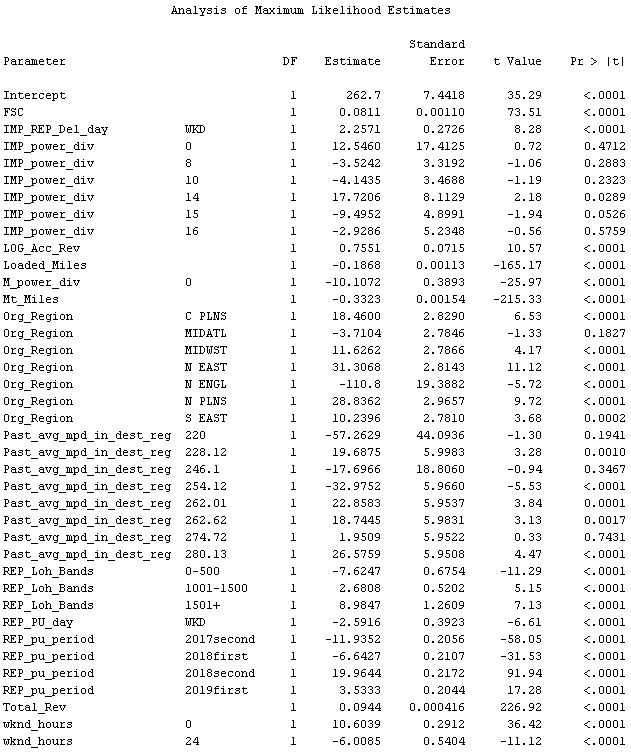 Analysis of Maximum Likelihood Estimates
Standard
Parameter DF Estimate Error t Value Pr > |t|
Intercept 1 262.7 7.4418 35.29 <.0001
FSC 1 0.0811 0.00110 73.51 <.0001
IMP_REP_Del_day WKD 1 2.2571 0.2726 8.28 <.0001
IMP_power_div 0 1 12.5460 17.4125 0.72 0.4712
IMP_power_div 8 1 -3.5242 3.3192 -1.06 0.2883
IMP_power_div 10 1 -4.1435 3.4688 -1.19 0.2323
IMP_power_div 14 1 17.7206 8.1129 2.18 0.0289
IMP_power_div 15 1 -9.4952 4.8991 -1.94 0.0526
IMP_power_div 16 1 -2.9286 5.2348 -0.56 0.5759
LOG_Acc_Rev 1 0.7551 0.0715 10.57 <.0001
Loaded_Miles 1 -0.1868 0.00113 -165.17 <.0001
M_power_div 0 1 -10.1072 0.3893 -25.97 <.0001
Mt_Miles 1 -0.3323 0.00154 -215.33 <.0001
Org_Region C PLNS 1 18.4600 2.8290 6.53 <.0001
Org_Region MIDATL 1 -3.7104 2.7846 -1.33 0.1827
Org_Region MIDWST 1 11.6262 2.7866 4.17 <.0001
Org_Region N EAST 1 31.3068 2.8143 11.12 <.0001
Org_Region N ENGL 1 -110.8 19.3882 -5.72 <.0001
Org_Region N PLNS 1 28.8362 2.9657 9.72 <.0001
Org_Region S EAST 1 10.2396 2.7810 3.68 0.0002
Past_avg_mpd_in_dest_reg 220 1 -57.2629 44.0936 -1.30 0.1941
Past_avg_mpd_in_dest_reg 228.12 1 19.6875 5.9983 3.28 0.0010
Past_avg_mpd_in_dest_reg 246.1 1 -17.6966 18.8060 -0.94 0.3467
Past_avg_mpd_in_dest_reg 254.12 1 -32.9752 5.9660 -5.53 <.0001
Past_avg_mpd_in_dest_reg 262.01 1 22.8583 5.9537 3.84 0.0001
Past_avg_mpd_in_dest_reg 262.62 1 18.7445 5.9831 3.13 0.0017
Past_avg_mpd_in_dest_reg 274.72 1 1.9509 5.9522 0.33 0.7431
Past_avg_mpd_in_dest_reg 280.13 1 26.5759 5.9508 4.47 <.0001
REP_Loh_Bands 0-500 1 -7.6247 0.6754 -11.29 <.0001
REP_Loh_Bands 1001-1500 1 2.6808 0.5202 5.15 <.0001
REP_Loh_Bands 1501+ 1 8.9847 1.2609 7.13 <.0001
REP_PU_day WKD 1 -2.5916 0.3923 -6.61 <.0001
REP_pu_period 2017second 1 -11.9352 0.2056 -58.05 <.0001
REP_pu_period 2018first 1 -6.6427 0.2107 -31.53 <.0001
REP_pu_period 2018second 1 19.9644 0.2172 91.94 <.0001
REP_pu_period 2019first 1 3.5333 0.2044 17.28 <.0001
Total_Rev 1 0.0944 0.000416 226.92 <.0001
wknd_hours 0 1 10.6039 0.2912 36.42 <.0001
wknd_hours 24 1 -6.0085 0.5404 -11.12 <.0001